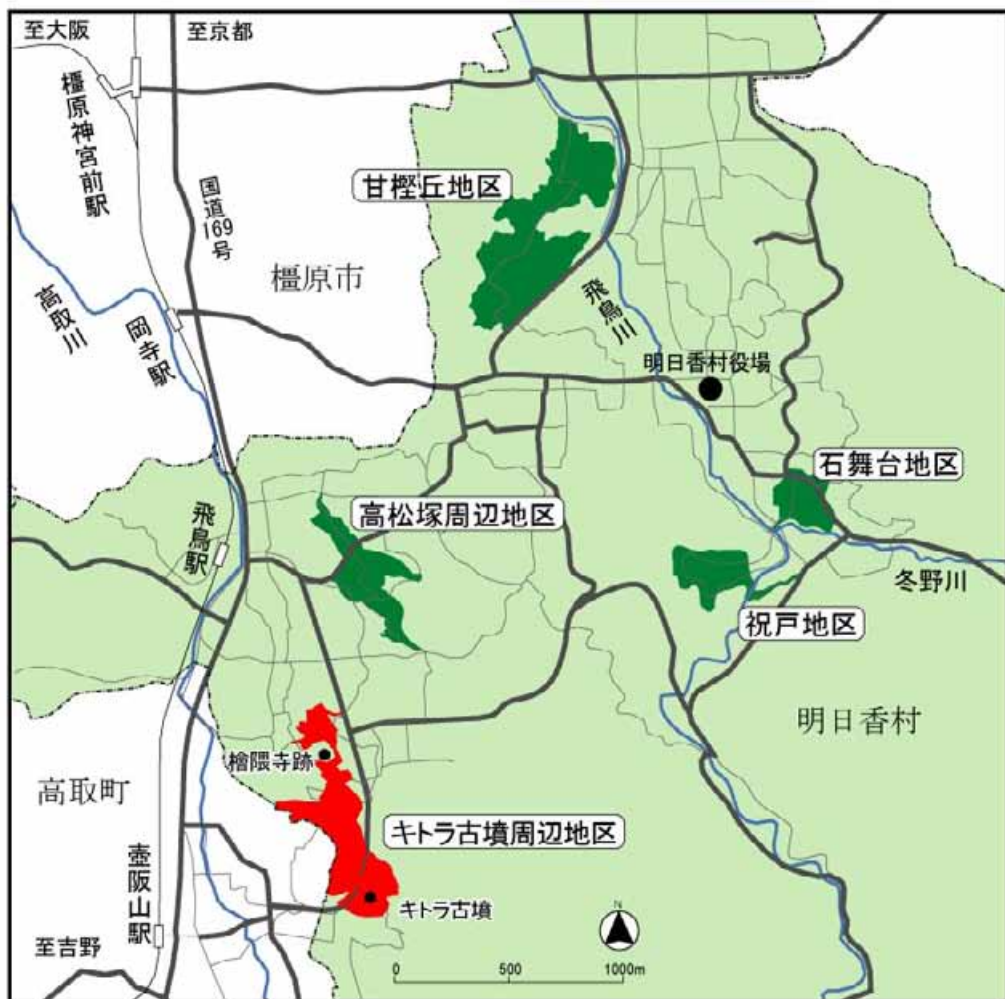 至大阪
至京都
橿原神宮前駅
国道169号
甘樫丘地区
橿原市
高取川
岡寺駅
飛鳥川
明日香村役場
石舞台地区
高松塚周辺地区
飛鳥駅
冬野川
祝戸地区
明日香村
檜隈寺跡
高取町
キトラ古墳周辺地区
壺阪山駅
キトラ古墳
至吉野
N
0 500 1000m